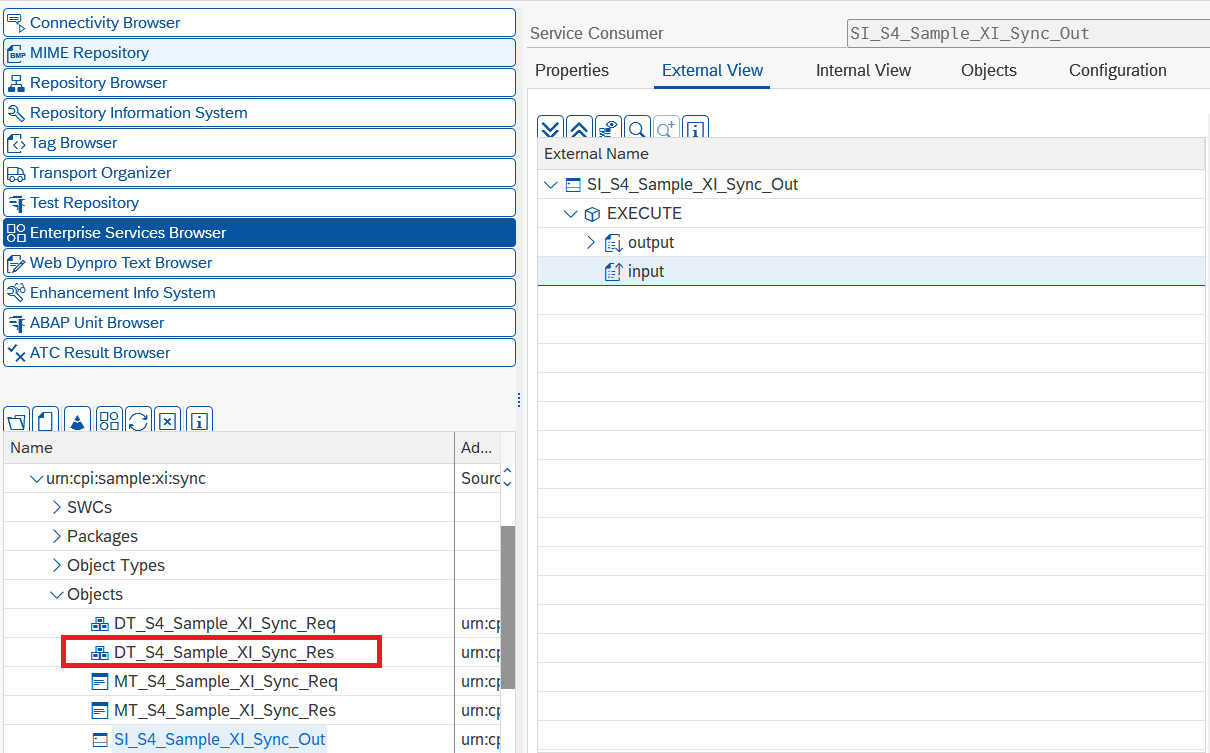 Connectivity Browser
BMP MIME Repository
Repository Browser
Repository Information System
Tag Browser
Transport Organizer
Test Repository
Enterprise Services Browser
Web Dynpro Text Browser
Enhancement Info System
ABAP Unit Browser
ATC Result Browser
Name Ad...
urn:cpi:sample:xi:sync Sourc
SWCs
Packages
Object Types
Objects
DT_S4_Sample_XI_Sync_Req urn:cp
DT_S4_Sample_XI_Sync_Res urn:cp
MT_S4_Sample_XI_Sync_Req urn:cp
MT_S4_Sample_XI_Sync_Res urn:cp
SI_S4_Sample_XI_Sync_Out urn:cp
Service Consumer SI_S4_Sample_XI_Sync_Out
Properties External View Internal View Objects Configuration
External Name
SI_S4_Sample_XI_Sync_Out
EXECUTE
output
input